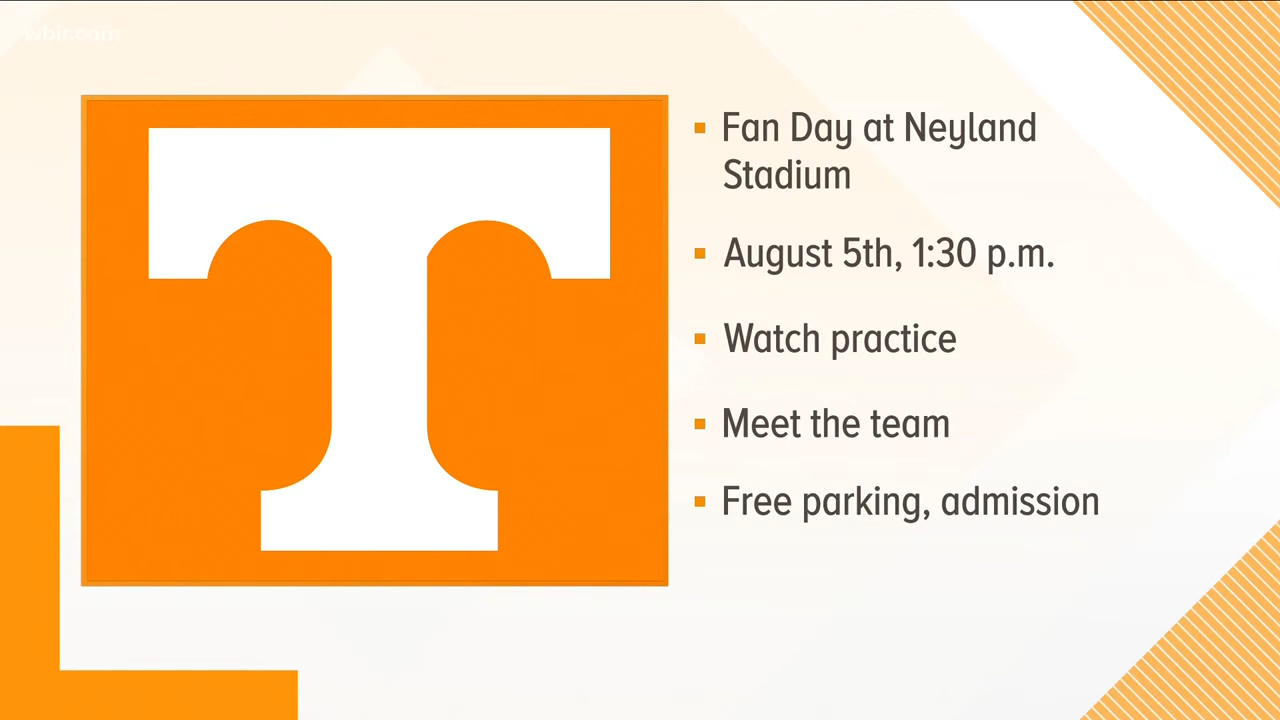 wbir.com
T
Fan Day at Neyland
Stadium
August 5th, 1:30 p.m.
Watch practice
Meet the team
Free parking, admission